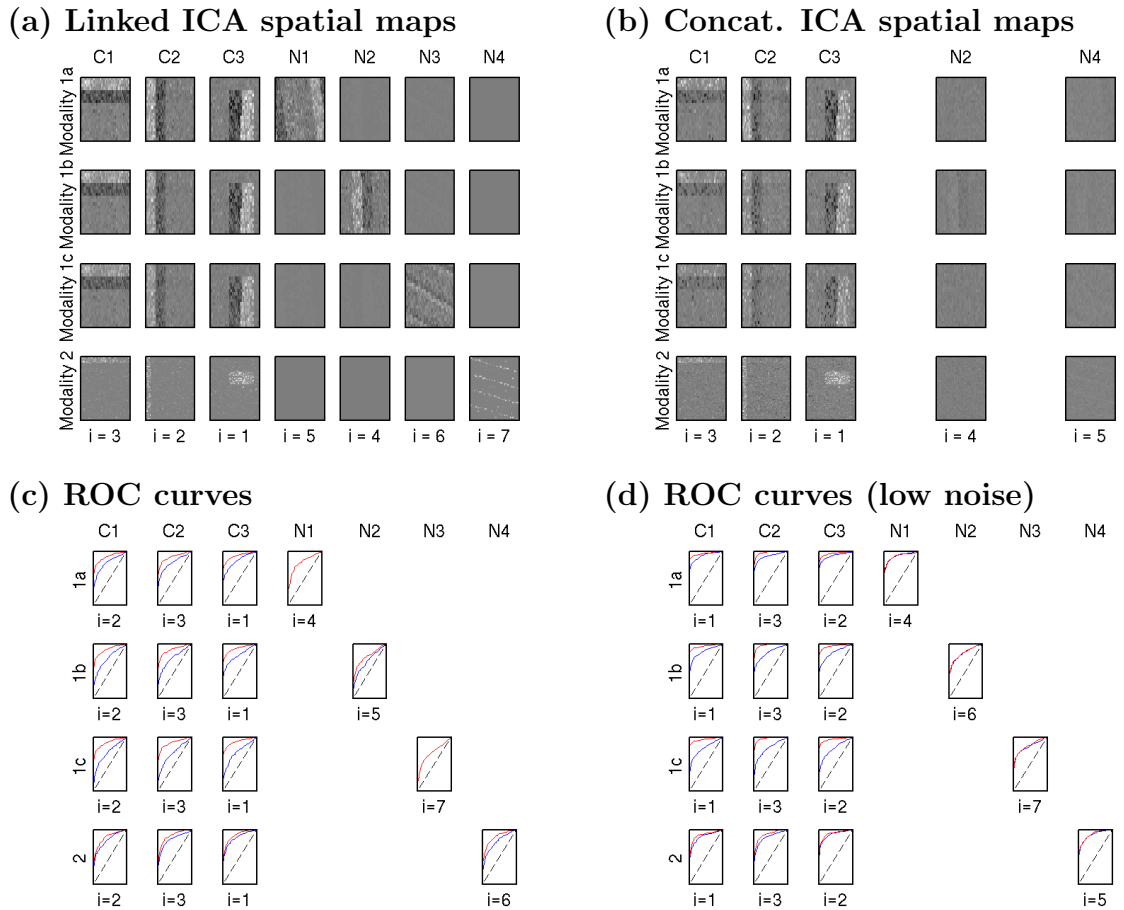 (a) Linked ICA spatial maps
C1 C2 C3 N1 N2 N3 N4
Modality 1a
Modality 1b
Modality 1c
Modality 2
i = 3 i = 2 i = 1 i = 5 i = 4 i = 6 i = 7
(b) Concat. ICA spatial maps
C1 C2 C3 N2 N4
Modality 1a
Modality 1b
Modality 1c
Modality 2
i = 3 i = 2 i = 1 i = 4 i = 5
(c) ROC curves
C1 C2 C3 N1 N2 N3 N4
1a
i=2 i=3 i=1 i=4
1b
i=2 i=3 i=1 i=5
1c
i=2 i=3 i=1 i=7
2
i=2 i=3 i=1 i=6
(d) ROC curves (low noise)
C1 C2 C3 N1 N2 N3 N4
1a
i=1 i=3 i=2 i=4
1b
i=1 i=3 i=2 i=6
1c
i=1 i=3 i=2 i=7
2
i=1 i=3 i=2 i=5